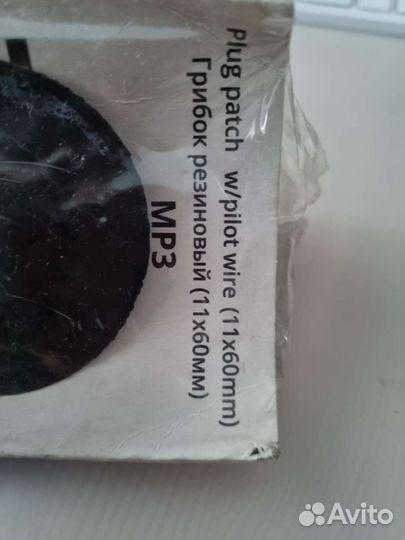 Plug patch w/pilot wire (11x60mm)
Грибок резиновый (11x60мм)
MP3
Avito